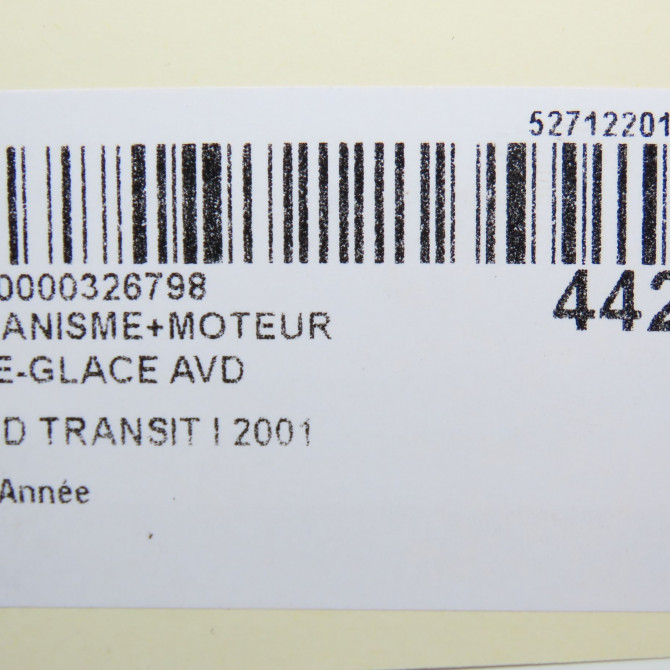 52712201
0000326798
442
ANISME+MOTEUR
E-GLACE AVD
D TRANSIT I 2001
Année